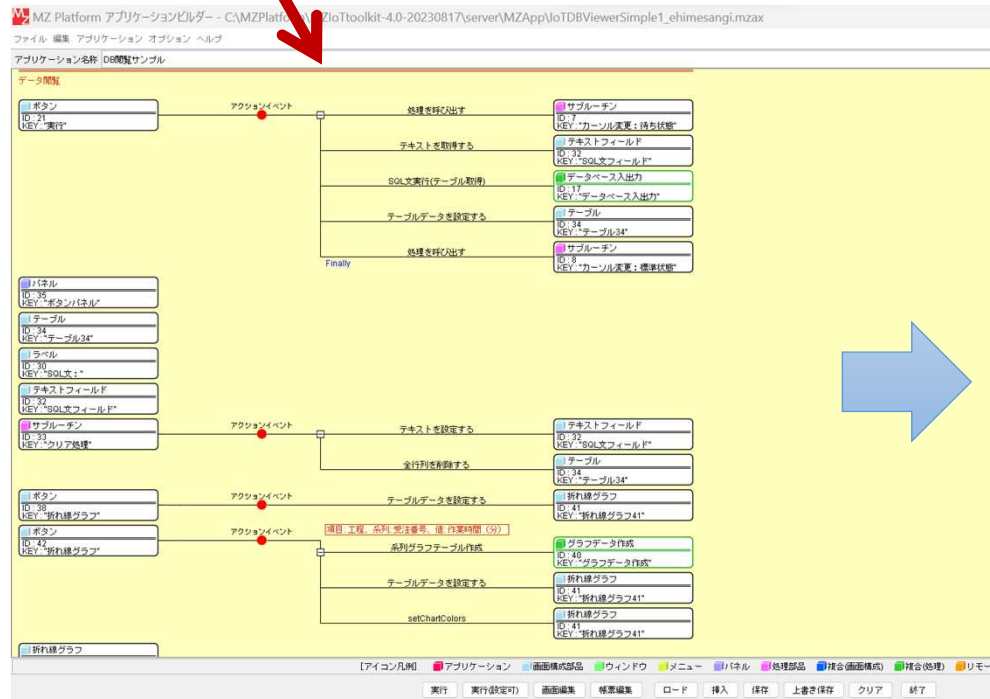 MZ Platform アプリケーションビルダー - C:\MZPlatfo IoTtoolkit-4.0-20230817\server\MZApp\IoTDBViewerSimple1_ehimesangi.mzax
ファイル 編集 アプリケーション オプション ヘルプ
アプリケーション名称 DB閲覧サンプル
データ閲覧
ボタン アクションイベント 処理を呼び出す サブルーチン
ID : 21 ID : 7
KEY : "実行" KEY : "カーソル変更 : 待ち状態"
テキストを取得する テキストフィールド
ID : 32
KEY : "SQL文フィールド"
SQL文実行(テーブル取得) データベース入出力
ID : 17
KEY : "データベース入出力"
テーブルデータを設定する テーブル
ID : 34
KEY : "テーブル34"
処理を呼び出す サブルーチン
Finally ID : 8
KEY : "カーソル変更 : 標準状態"
パネル
ID : 35
KEY : "ボタンパネル"
テーブル
ID : 34
KEY : "テーブル34"
ラベル
ID : 30
KEY : "SQL文 : "
テキストフィールド
ID : 32
KEY : "SQL文フィールド"
サブルーチン アクションイベント テキストを設定する テキストフィールド
ID : 33 ID : 32
KEY : "クリア処理" KEY : "SQL文フィールド"
全行列を削除する テーブル
ID : 34
KEY : "テーブル34"
ボタン アクションイベント テーブルデータを設定する 折れ線グラフ
ID : 38 ID : 41
KEY : "折れ線グラフ" KEY : "折れ線グラフ41"
ボタン アクションイベント 項目: 工程、系列: 受注番号、値: 作業時間（分）
ID : 42 系列グラフテーブル作成 グラフデータ作成
KEY : "折れ線グラフ" ID : 40
KEY : "グラフデータ作成"
テーブルデータを設定する 折れ線グラフ
ID : 41
KEY : "折れ線グラフ41"
setChartColors 折れ線グラフ
ID : 41
KEY : "折れ線グラフ41"
折れ線グラフ
[アイコン凡例] アプリケーション 画面構成部品 ウィンドウ メニュー パネル 処理部品 複合(画面構成) 複合(処理) リモー
実行 実行(設定可) 画面編集 帳票編集 ロード 挿入 保存 上書き保存 クリア 終了